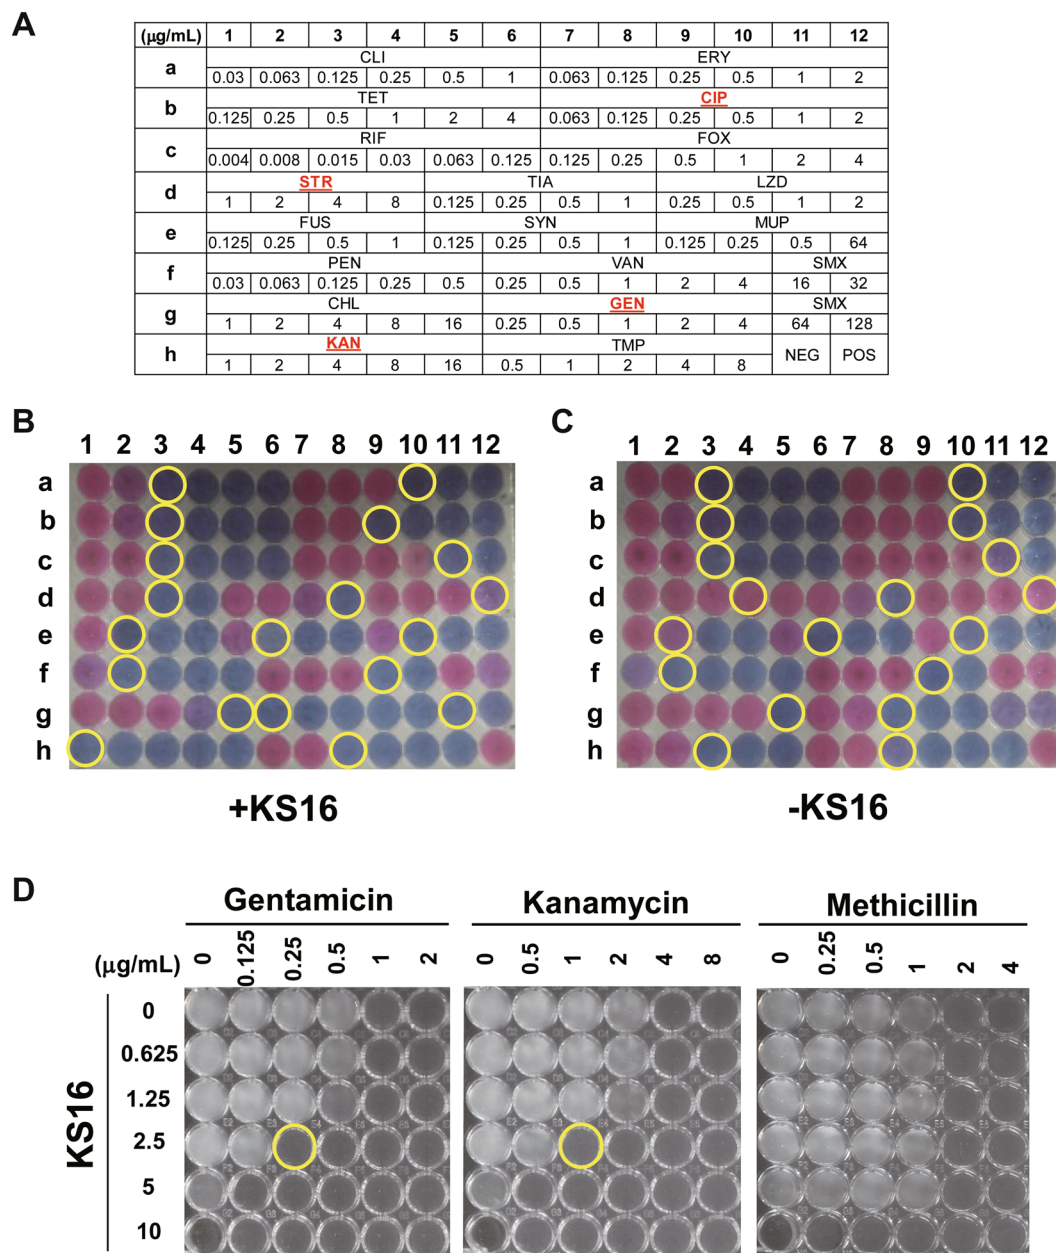 A
(µg/mL) 1 2 3 4 5 6 7 8 9 10 11 12
a CLI ERY
0.03 0.063 0.125 0.25 0.5 1 0.063 0.125 0.25 0.5 1 2
b TET CIP
0.125 0.25 0.5 1 2 4 0.063 0.125 0.25 0.5 1 2
c RIF FOX
0.004 0.008 0.015 0.03 0.063 0.125 0.125 0.25 0.5 1 2 4
d STR TIA LZD
1 2 4 8 0.125 0.25 0.5 1 0.25 0.5 1 2
e FUS SYN MUP
0.125 0.25 0.5 1 0.125 0.25 0.5 1 0.125 0.25 0.5 64
f PEN VAN SMX
0.03 0.063 0.125 0.25 0.5 0.25 0.5 1 2 4 16 32
g CHL GEN SMX
1 2 4 8 16 0.25 0.5 1 2 4 64 128
h KAN TMP NEG POS
1 2 4 8 16 0.5 1 2 4 8
B
1 2 3 4 5 6 7 8 9 10 11 12
a
b
c
d
e
f
g
h
+KS16
C
1 2 3 4 5 6 7 8 9 10 11 12
a
b
c
d
e
f
g
h
-KS16
D
Gentamicin Kanamycin Methicillin
(µg/mL) 0 0.125 0.25 0.5 1 2 0 0.5 1 2 4 8 0 0.25 0.5 1 2 4
KS16
0
0.625
1.25
2.5
5
10